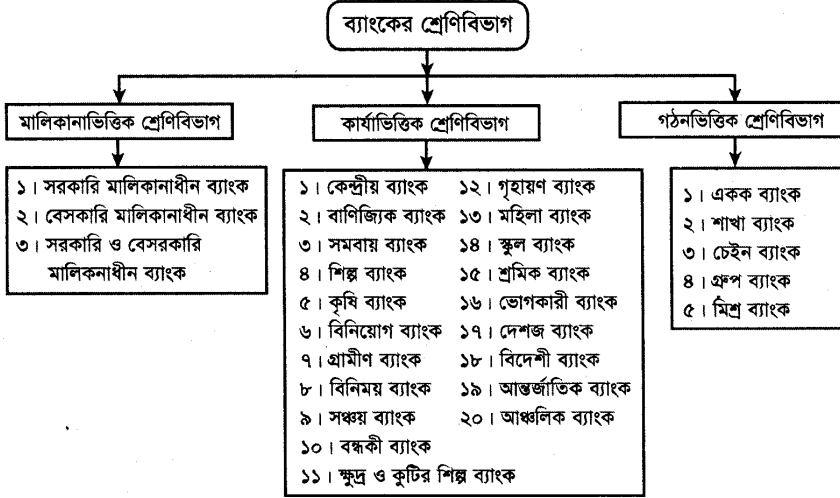 ব্যাংকের শ্রেণিবিভাগ
মালিকানাভিত্তিক শ্রেণিবিভাগ
১। সরকারি মালিকানাধীন ব্যাংক
২। বেসকারি মালিকানাধীন ব্যাংক
৩। সরকারি ও বেসরকারি
মালিকনাধীন ব্যাংক
কার্যাভিত্তিক শ্রেণিবিভাগ
১। কেন্দ্রীয় ব্যাংক
২। বাণিজ্যিক ব্যাংক
৩। সমবায় ব্যাংক
৪। শিল্প ব্যাংক
৫। কৃষি ব্যাংক
৬। বিনিয়োগ ব্যাংক
৭। গ্রামীণ ব্যাংক
৮। বিনিময় ব্যাংক
৯। সঞ্চয় ব্যাংক
১০। বন্ধকী ব্যাংক
১১। ক্ষুদ্র ও কুটির শিল্প ব্যাংক
১২। গৃহায়ণ ব্যাংক
১৩। মহিলা ব্যাংক
১৪। স্কুল ব্যাংক
১৫। শ্রমিক ব্যাংক
১৬। ভোগকারী ব্যাংক
১৭। দেশজ ব্যাংক
১৮। বিদেশী ব্যাংক
১৯। আন্তর্জাতিক ব্যাংক
২০। আঞ্চলিক ব্যাংক
গঠনভিত্তিক শ্রেণিবিভাগ
১। একক ব্যাংক
২। শাখা ব্যাংক
৩। চেইন ব্যাংক
৪। গ্রুপ ব্যাংক
৫। মিশ্র ব্যাংক